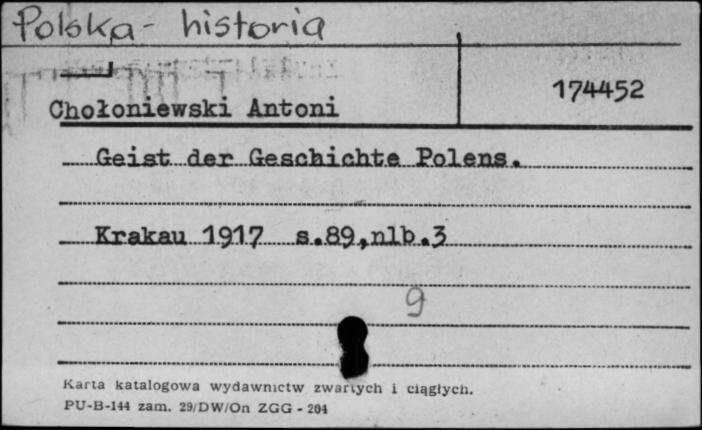 Polska - historia
174452
Chołoniewski Antoni
Geist der Geschichte Polens.
Krakau 1917 s.89,nlb.3
9
Karta katalogowa wydawnictw zwartych i ciągłych.
PU-B-144 zam. 29/DW/On ZGG - 204